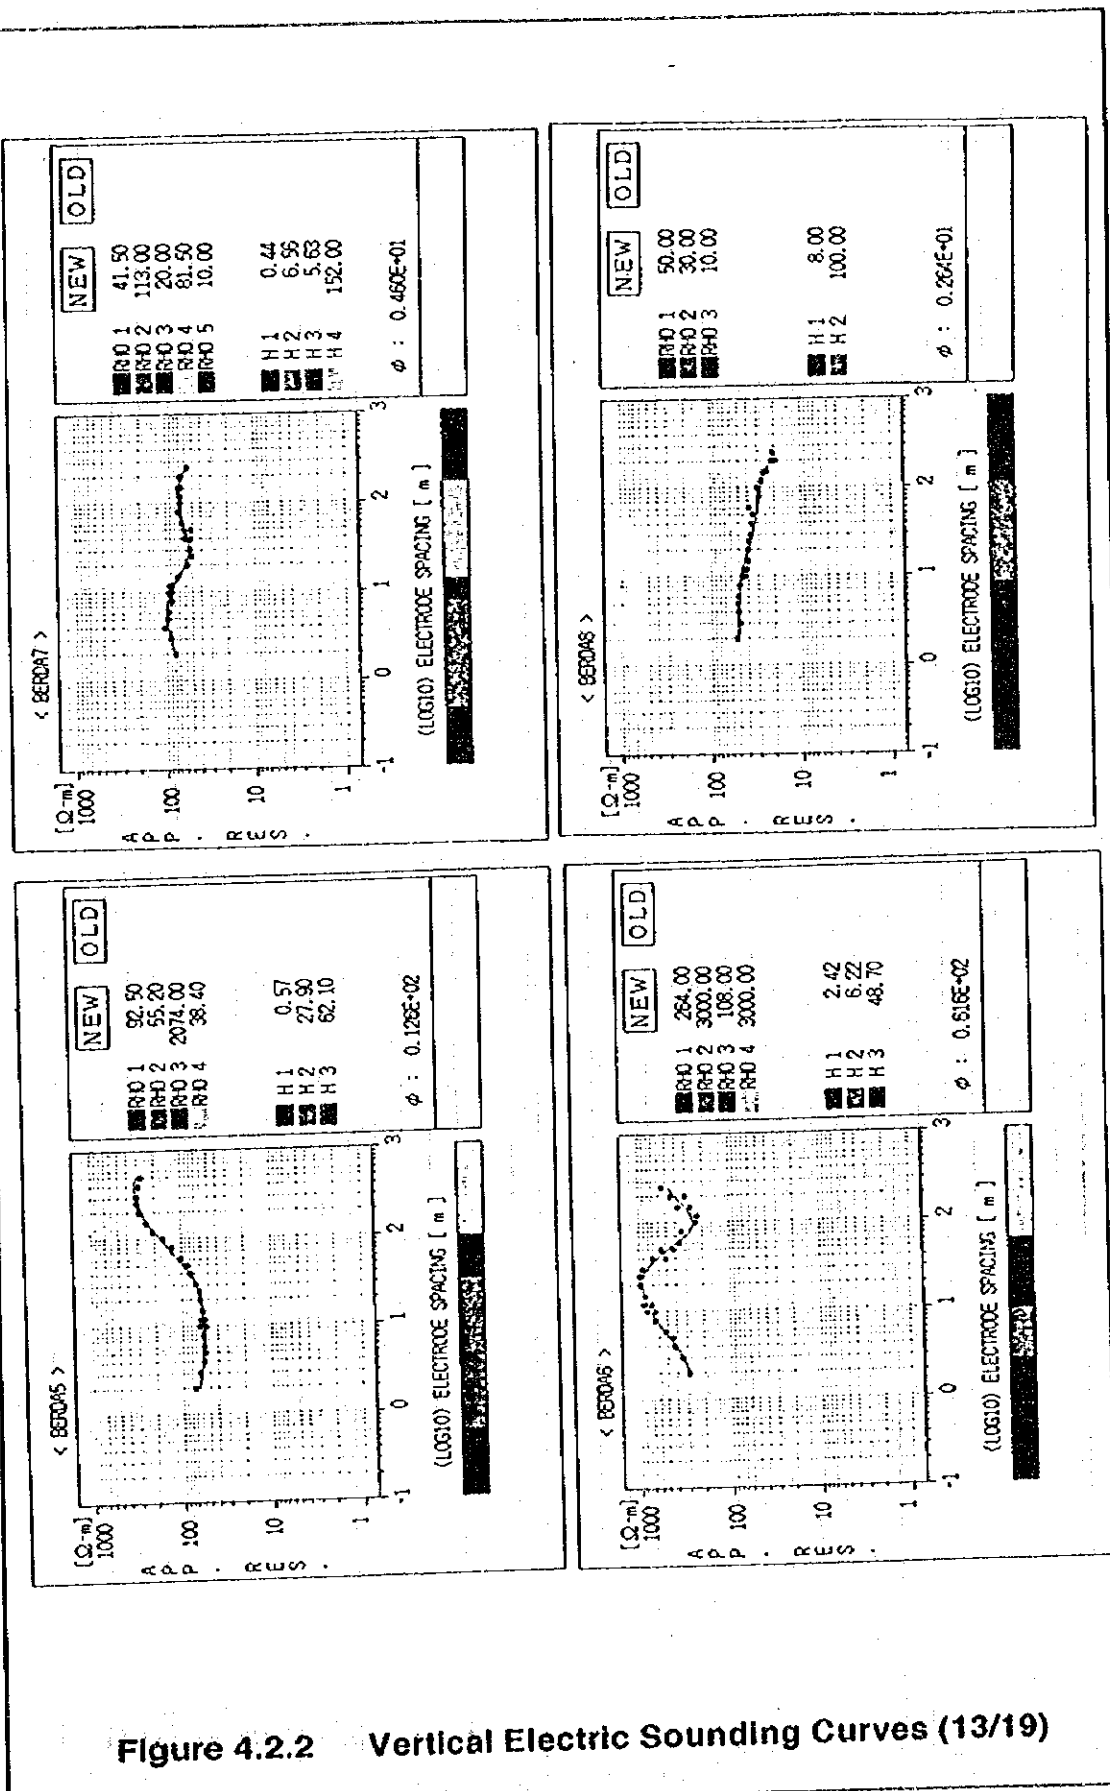 < BERDA5 >
[Ω-m]
1000
100
10
1
APP. RES.
-1 0 1 2 3
(LOG10) ELECTRODE SPACING [ m ]
NEW OLD
RHO 1 92.50
RHO 2 55.20
RHO 3 2074.00
RHO 4 38.40
H 1 0.57
H 2 27.90
H 3 62.10
φ : 0.126E+02
< BERDA7 >
[Ω-m]
1000
100
10
1
APP. RES.
-1 0 1 2 3
(LOG10) ELECTRODE SPACING [ m ]
NEW OLD
RHO 1 41.50
RHO 2 113.00
RHO 3 20.00
RHO 4 81.50
RHO 5 10.00
H 1 0.44
H 2 6.56
H 3 5.63
H 4 152.00
φ : 0.460E+01
< BERDA6 >
[Ω-m]
1000
100
10
1
APP. RES.
-1 0 1 2 3
(LOG10) ELECTRODE SPACING [ m ]
NEW OLD
RHO 1 264.00
RHO 2 3000.00
RHO 3 108.00
RHO 4 3000.00
H 1 2.42
H 2 6.22
H 3 48.70
φ : 0.616E+02
< BERDA8 >
[Ω-m]
1000
100
10
1
APP. RES.
-1 0 1 2 3
(LOG10) ELECTRODE SPACING [ m ]
NEW OLD
RHO 1 50.00
RHO 2 30.00
RHO 3 10.00
H 1 8.00
H 2 100.00
φ : 0.264E+01
Figure 4.2.2 Vertical Electric Sounding Curves (13/19)